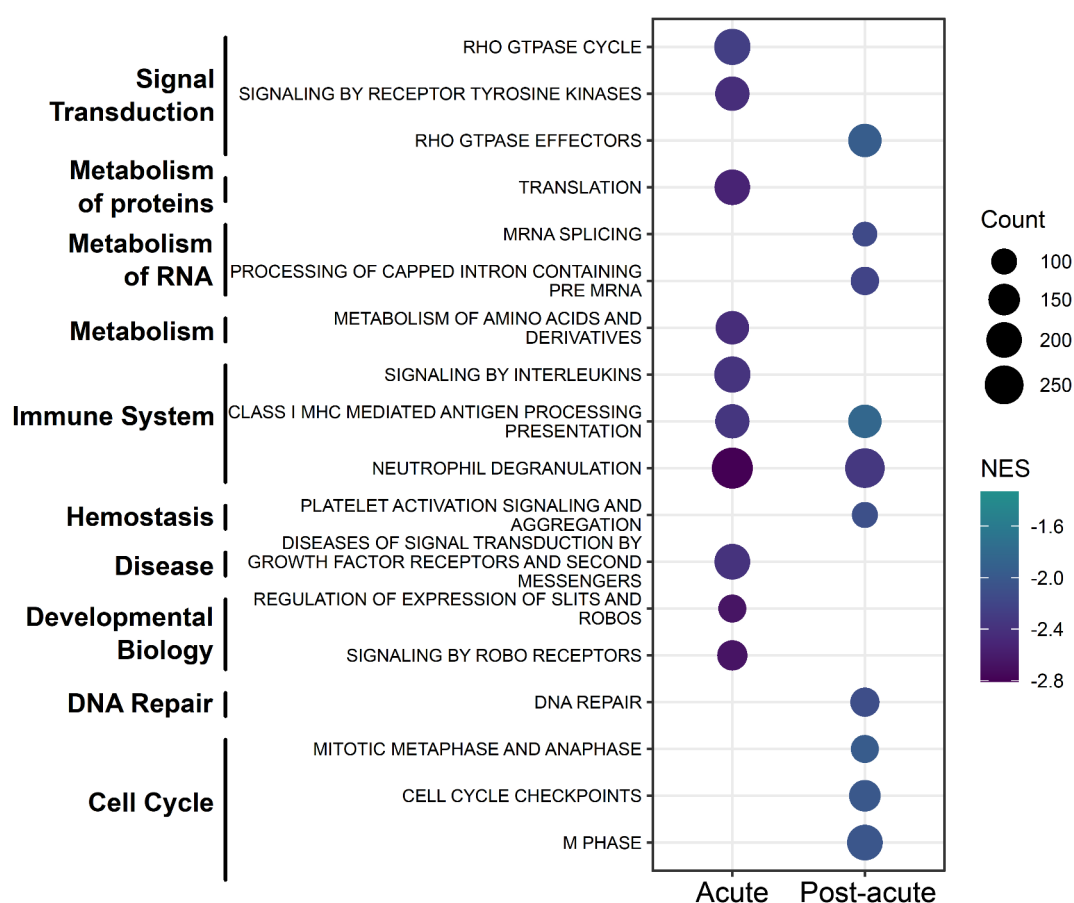 Signal
Transduction
RHO GTPASE CYCLE
SIGNALING BY RECEPTOR TYROSINE KINASES
RHO GTPASE EFFECTORS
Metabolism
of proteins
TRANSLATION
Metabolism
of RNA
MRNA SPLICING
PROCESSING OF CAPPED INTRON CONTAINING
PRE MRNA
Metabolism
METABOLISM OF AMINO ACIDS AND
DERIVATIVES
Immune System
SIGNALING BY INTERLEUKINS
CLASS I MHC MEDIATED ANTIGEN PROCESSING
PRESENTATION
NEUTROPHIL DEGRANULATION
Hemostasis
PLATELET ACTIVATION SIGNALING AND
AGGREGATION
Disease
DISEASES OF SIGNAL TRANSDUCTION BY
GROWTH FACTOR RECEPTORS AND SECOND
MESSENGERS
Developmental
Biology
REGULATION OF EXPRESSION OF SLITS AND
ROBOS
SIGNALING BY ROBO RECEPTORS
DNA Repair
DNA REPAIR
Cell Cycle
MITOTIC METAPHASE AND ANAPHASE
CELL CYCLE CHECKPOINTS
M PHASE
Acute
Post-acute
Count
100
150
200
250
NES
-1.6
-2.0
-2.4
-2.8